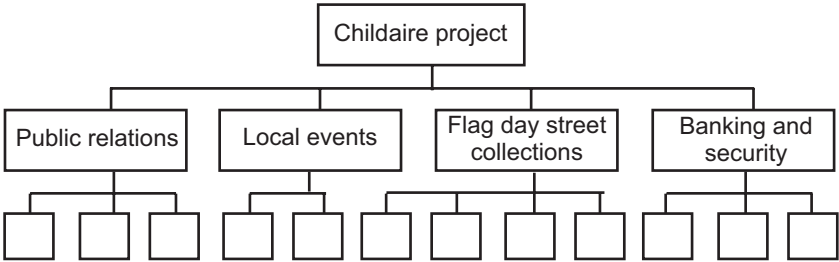 Childaire project
Public relations
Local events
Flag day street
collections
Banking and
security